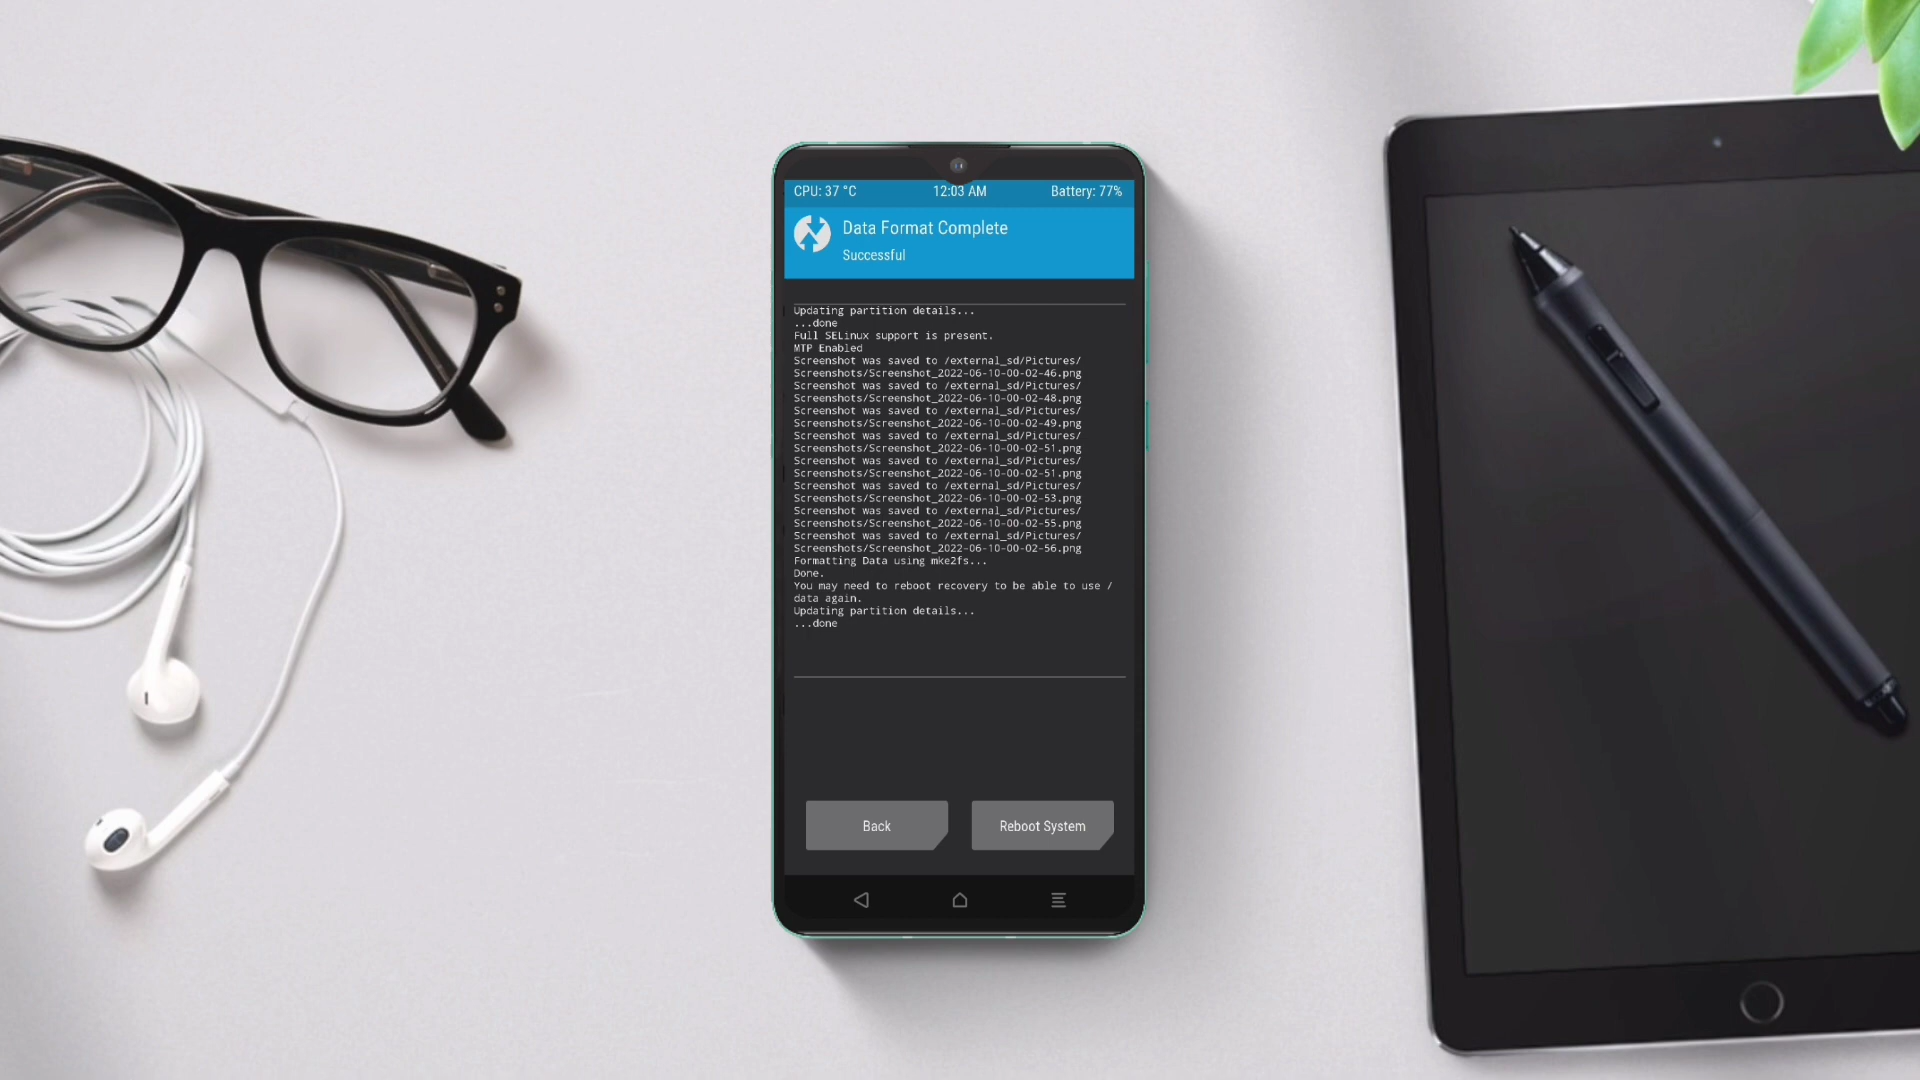 CPU: 37 °C 12:03 AM Battery: 77%
Data Format Complete
Successful
Updating partition details...
...done
Full SELinux support is present.
MTP Enabled
Screenshot was saved to /external_sd/Pictures/
Screenshots/Screenshot_2022-06-10-00-02-46.png
Screenshot was saved to /external_sd/Pictures/
Screenshots/Screenshot_2022-06-10-00-02-48.png
Screenshot was saved to /external_sd/Pictures/
Screenshots/Screenshot_2022-06-10-00-02-49.png
Screenshot was saved to /external_sd/Pictures/
Screenshots/Screenshot_2022-06-10-00-02-51.png
Screenshot was saved to /external_sd/Pictures/
Screenshots/Screenshot_2022-06-10-00-02-51.png
Screenshot was saved to /external_sd/Pictures/
Screenshots/Screenshot_2022-06-10-00-02-53.png
Screenshot was saved to /external_sd/Pictures/
Screenshots/Screenshot_2022-06-10-00-02-55.png
Screenshot was saved to /external_sd/Pictures/
Screenshots/Screenshot_2022-06-10-00-02-56.png
Formatting Data using mke2fs...
Done.
You may need to reboot recovery to be able to use /
data again.
Updating partition details...
...done
Back Reboot System